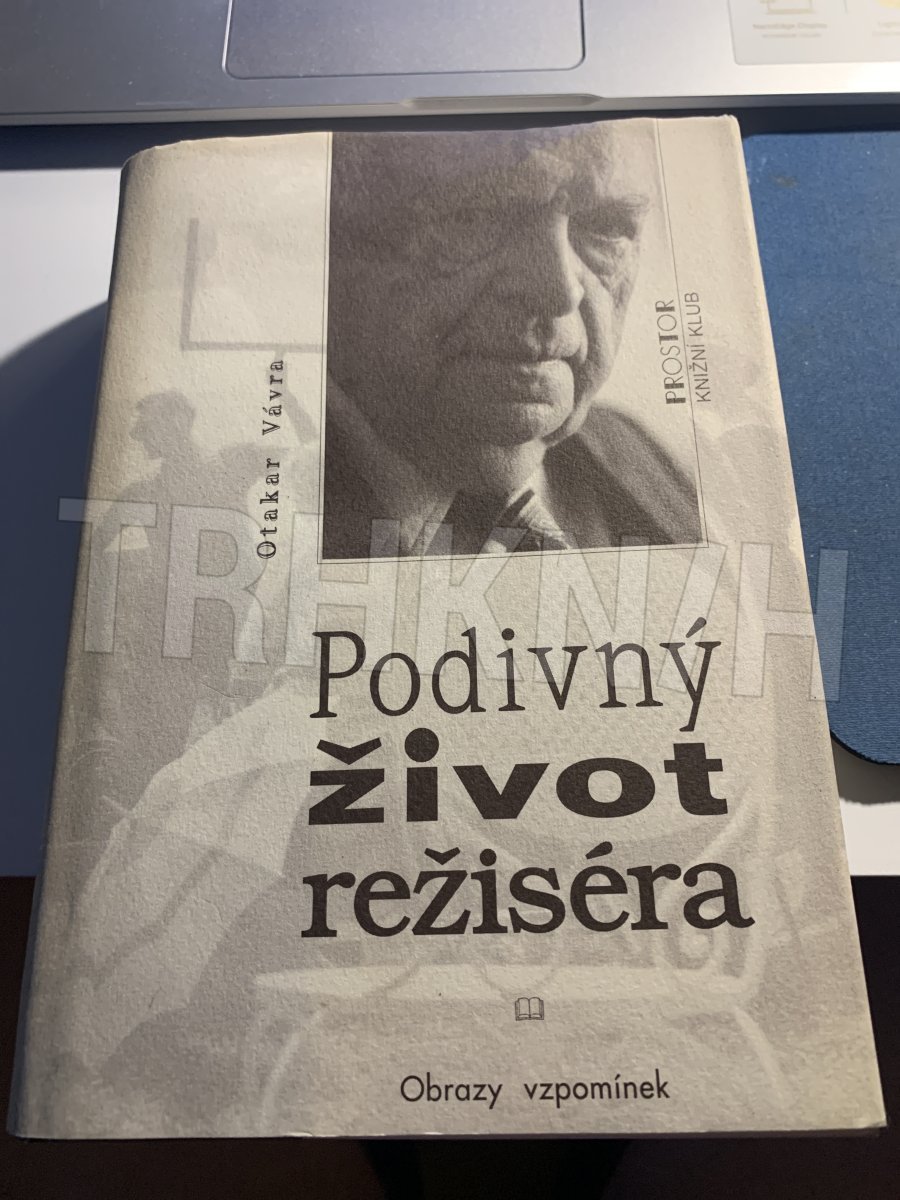 Otakar Vávra
PROSTOR
KNIŽNÍ KLUB
TRHKNIH
Podivný
život
režiséra
Obrazy vzpomínek